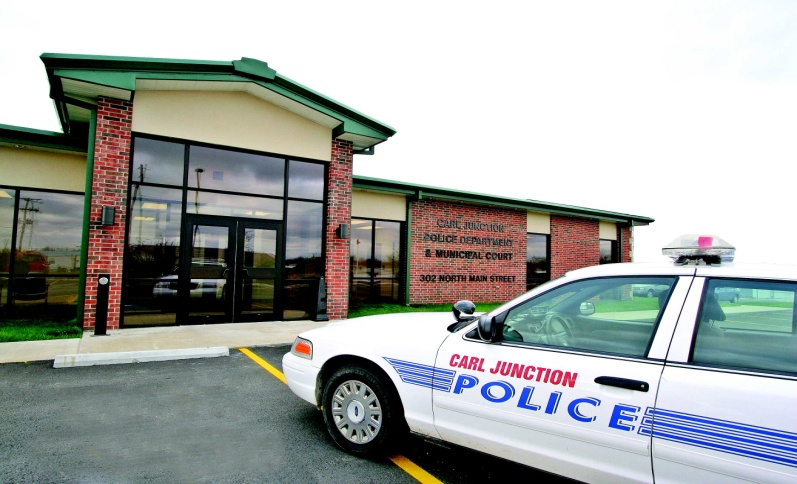 CARL JUNCTION
POLICE DEPARTMENT
& MUNICIPAL COURT
302 NORTH MAIN STREET
CARL JUNCTION
POLICE